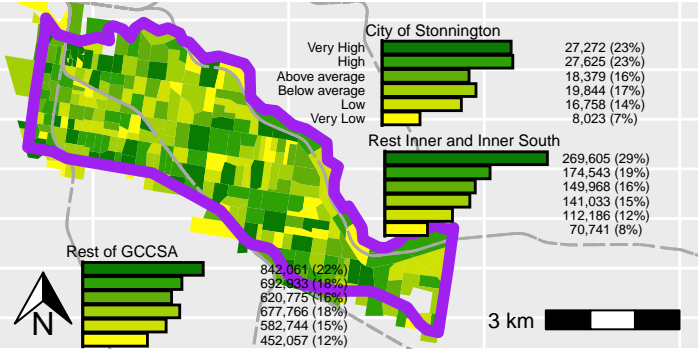 City of Stonnington
Very High 27,272 (23%)
High 27,625 (23%)
Above average 18,379 (16%)
Below average 19,844 (17%)
Low 16,758 (14%)
Very Low 8,023 (7%)
Rest Inner and Inner South
269,605 (29%)
174,543 (19%)
149,968 (16%)
141,033 (15%)
112,186 (12%)
70,741 (8%)
Rest of GCCSA
842,061 (22%)
692,933 (18%)
620,775 (16%)
677,766 (18%)
582,744 (15%)
452,057 (12%)
N
3 km